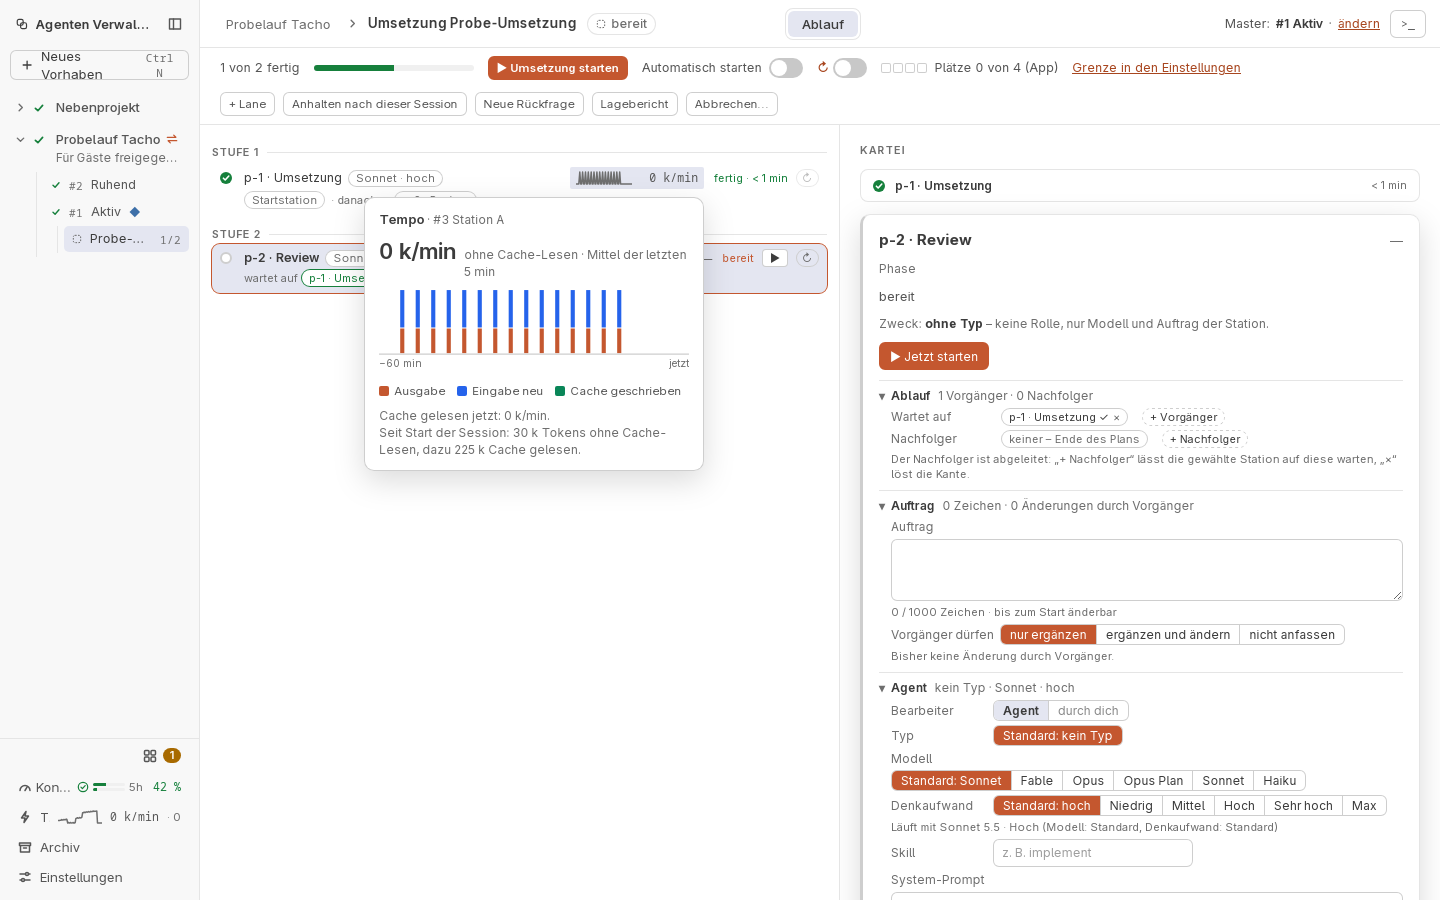 Agenten Verwal...
Neues Vorhaben Ctrl N
Nebenprojekt
Probelauf Tacho
Für Gäste freigege...
#2 Ruhend
#1 Aktiv
Probe-... 1/2
1
Kon... 5h 42 %
T 0 k/min · 0
Archiv
Einstellungen
Probelauf Tacho > Umsetzung Probe-Umsetzung bereit
Ablauf
Master: #1 Aktiv · ändern >_
1 von 2 fertig
Umsetzung starten
Automatisch starten
Plätze 0 von 4 (App)
Grenze in den Einstellungen
+ Lane
Anhalten nach dieser Session
Neue Rückfrage
Lagebericht
Abbrechen...
STUFE 1
p-1 · Umsetzung Sonnet · hoch 0 k/min fertig · < 1 min
Startstation · danac
STUFE 2
p-2 · Review Sonn — bereit
wartet auf p-1 · Umse
Tempo · #3 Station A
0 k/min ohne Cache-Lesen · Mittel der letzten
5 min
−60 min jetzt
Ausgabe Eingabe neu Cache geschrieben
Cache gelesen jetzt: 0 k/min.
Seit Start der Session: 30 k Tokens ohne Cache-
Lesen, dazu 225 k Cache gelesen.
KARTEI
p-1 · Umsetzung < 1 min
p-2 · Review —
Phase
bereit
Zweck: ohne Typ – keine Rolle, nur Modell und Auftrag der Station.
Jetzt starten
Ablauf 1 Vorgänger · 0 Nachfolger
Wartet auf p-1 · Umsetzung ✓ × + Vorgänger
Nachfolger keiner – Ende des Plans + Nachfolger
Der Nachfolger ist abgeleitet: „+ Nachfolger“ lässt die gewählte Station auf diese warten, „×“
löst die Kante.
Auftrag 0 Zeichen · 0 Änderungen durch Vorgänger
Auftrag
0 / 1000 Zeichen · bis zum Start änderbar
Vorgänger dürfen nur ergänzen ergänzen und ändern nicht anfassen
Bisher keine Änderung durch Vorgänger.
Agent kein Typ · Sonnet · hoch
Bearbeiter Agent durch dich
Typ Standard: kein Typ
Modell
Standard: Sonnet Fable Opus Opus Plan Sonnet Haiku
Denkaufwand Standard: hoch Niedrig Mittel Hoch Sehr hoch Max
Läuft mit Sonnet 5.5 · Hoch (Modell: Standard, Denkaufwand: Standard)
Skill z. B. implement
System-Prompt